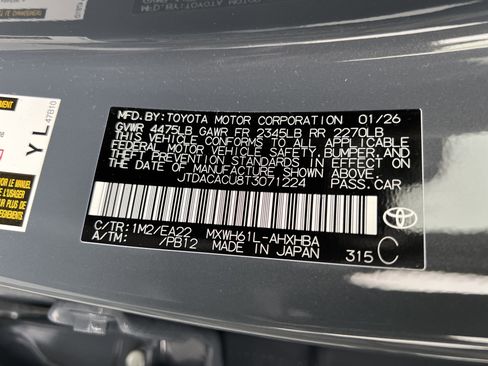 MFD.BY:TOYOTA MOTOR CORPORATION 01/26
GVWR 4475LB GAWR FR 2345LB RR 2270LB
THIS VEHICLE CONFORMS TO ALL APPLICABLE
FEDERAL MOTOR VEHICLE SAFETY,BUMPER,AND
THEFT PREVENTION STANDARDS IN EFFECT ON
THE DATE OF MANUFACTURE SHOWN ABOVE.
JTDACACU8T3071224 PASS.CAR
C/TR:1M2/EA22 MXWH61L-AHXHBA
A/TM: /PB12 MADE IN JAPAN 315 C
YL 47B10